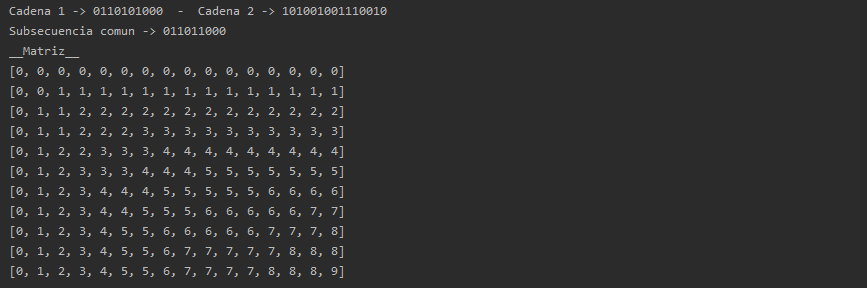 Cadena 1 -> 0110101000  -  Cadena 2 -> 101001001110010
Subsecuencia comun -> 011011000
__Matriz__
[0, 0, 0, 0, 0, 0, 0, 0, 0, 0, 0, 0, 0, 0, 0, 0]
[0, 0, 1, 1, 1, 1, 1, 1, 1, 1, 1, 1, 1, 1, 1, 1]
[0, 1, 1, 2, 2, 2, 2, 2, 2, 2, 2, 2, 2, 2, 2, 2]
[0, 1, 1, 2, 2, 2, 3, 3, 3, 3, 3, 3, 3, 3, 3, 3]
[0, 1, 2, 2, 3, 3, 3, 4, 4, 4, 4, 4, 4, 4, 4, 4]
[0, 1, 2, 3, 3, 3, 4, 4, 4, 5, 5, 5, 5, 5, 5, 5]
[0, 1, 2, 3, 4, 4, 4, 5, 5, 5, 5, 5, 6, 6, 6, 6]
[0, 1, 2, 3, 4, 4, 5, 5, 5, 6, 6, 6, 6, 6, 7, 7]
[0, 1, 2, 3, 4, 5, 5, 6, 6, 6, 6, 6, 7, 7, 7, 8]
[0, 1, 2, 3, 4, 5, 5, 6, 7, 7, 7, 7, 7, 8, 8, 8]
[0, 1, 2, 3, 4, 5, 5, 6, 7, 7, 7, 7, 8, 8, 8, 9]